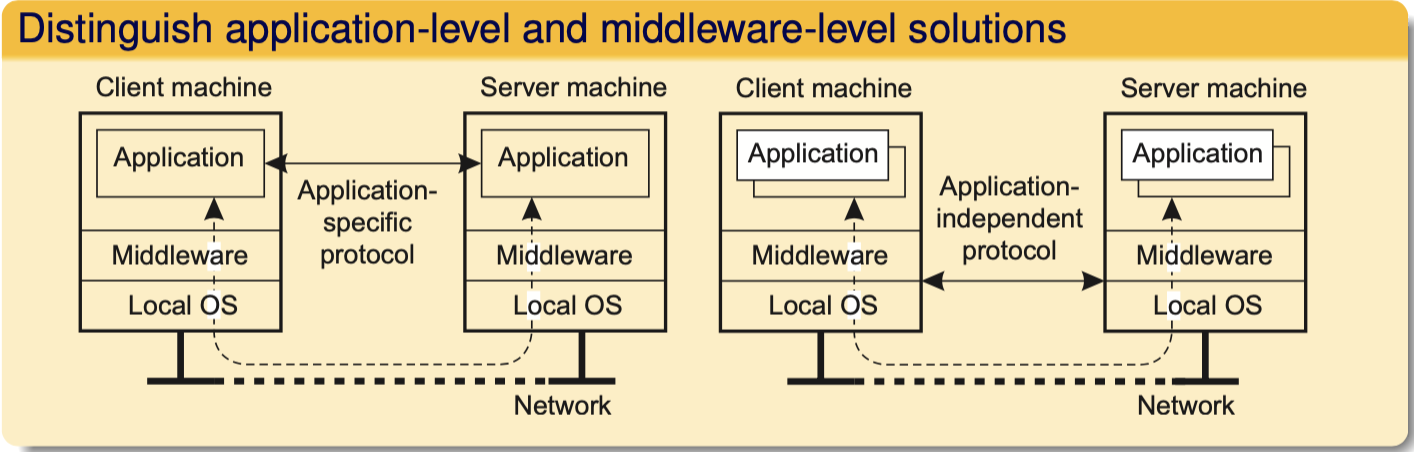 Distinguish application-level and middleware-level solutions
Client machine
Server machine
Application
Application
Application-
specific
protocol
Middleware
Middleware
Local OS
Local OS
Network
Client machine
Server machine
Application
Application
Application-
independent
protocol
Middleware
Middleware
Local OS
Local OS
Network